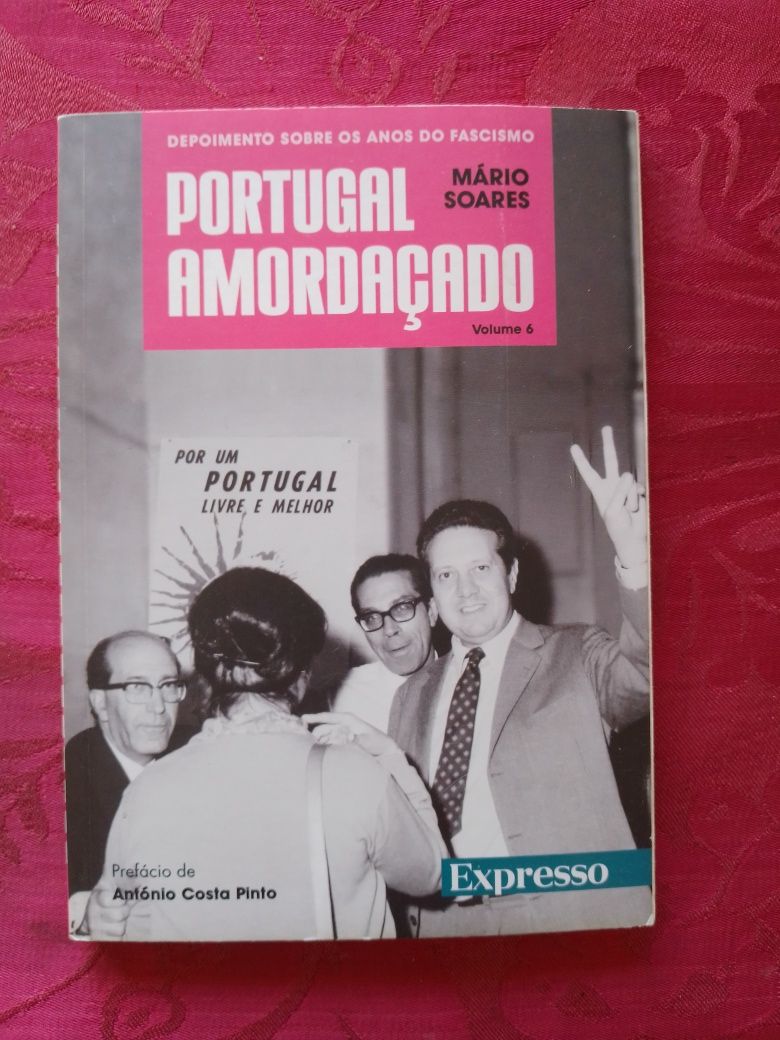 DEPOIMENTO SOBRE OS ANOS DO FASCISMO
PORTUGAL
AMORDAÇADO
MÁRIO
SOARES
Volume 6
POR UM
PORTUGAL
LIVRE E MELHOR
Prefácio de
António Costa Pinto
Expresso